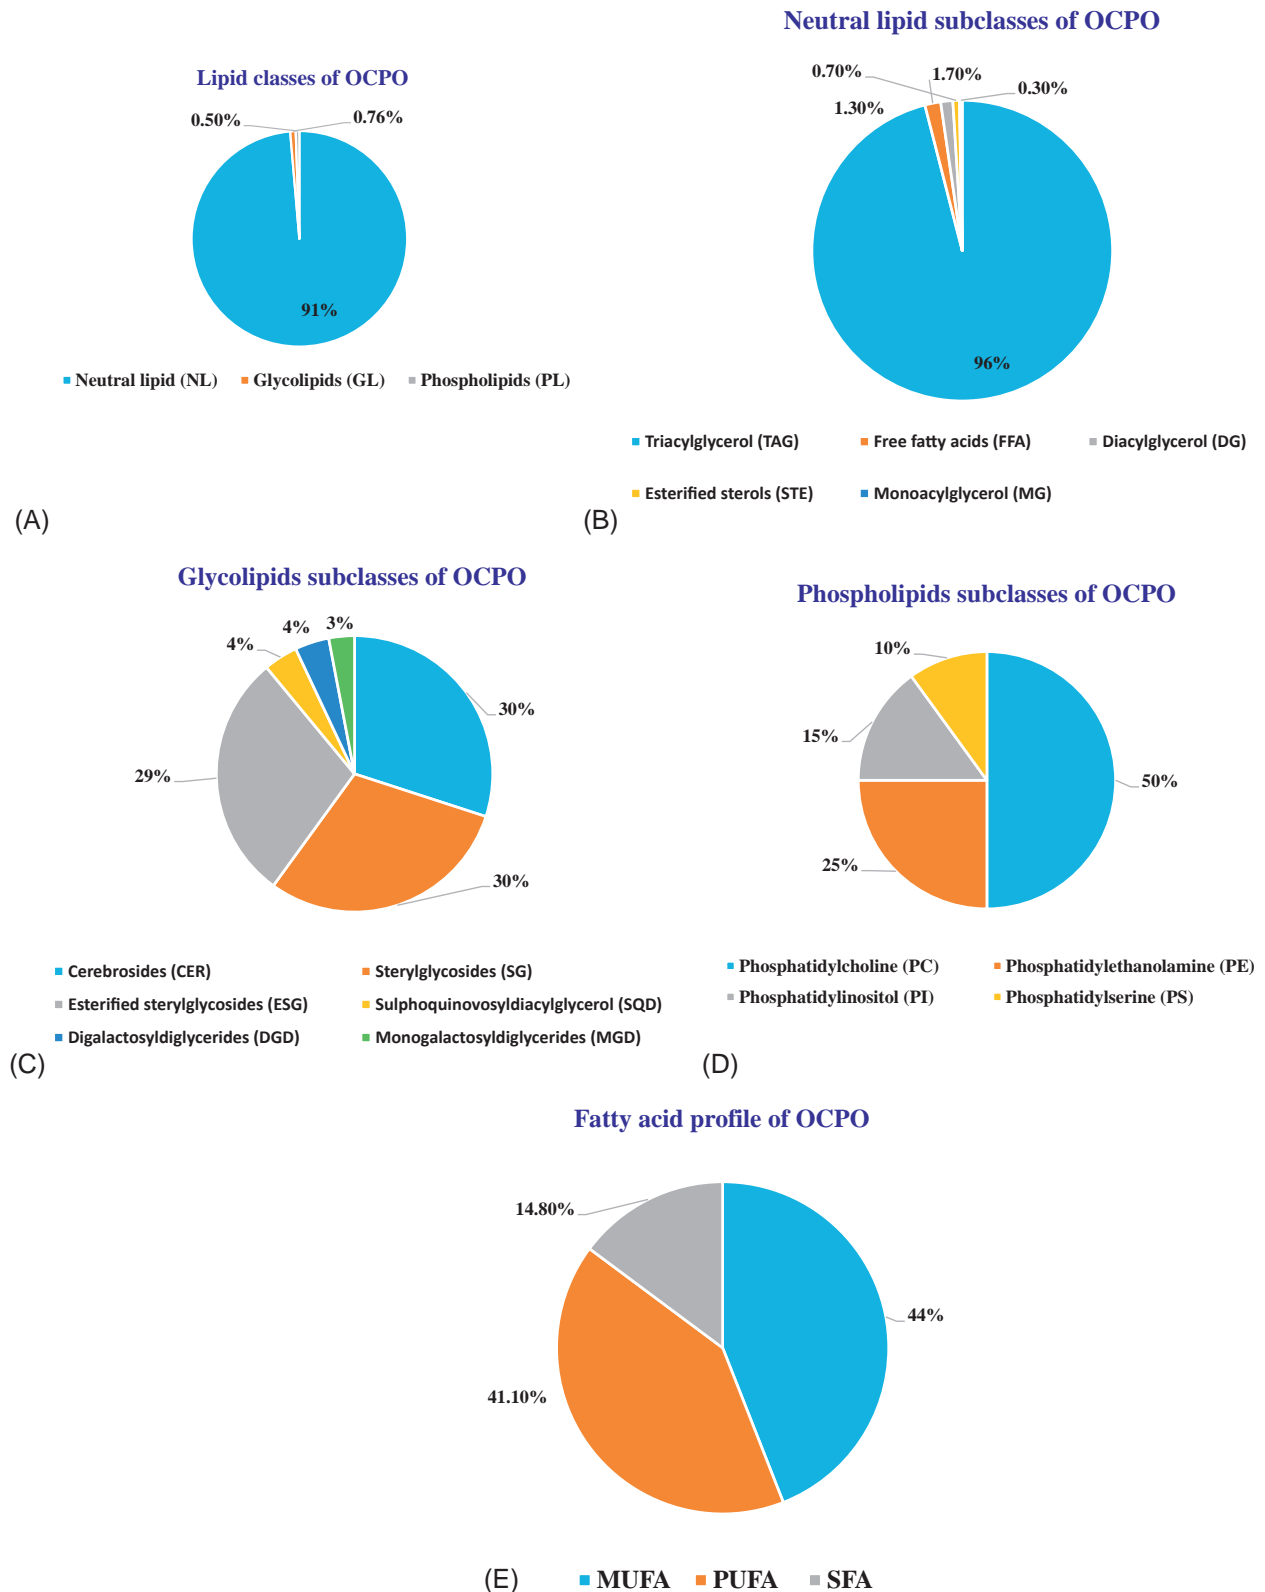 Lipid classes of OCPO
0.50%
0.76%
91%
Neutral lipid (NL) Glycolipids (GL) Phospholipids (PL)
(A)
Neutral lipid subclasses of OCPO
0.70%
1.70%
0.30%
1.30%
96%
Triacylglycerol (TAG) Free fatty acids (FFA) Diacylglycerol (DG)
Esterified sterols (STE) Monoacylglycerol (MG)
(B)
Glycolipids subclasses of OCPO
4%
4%
3%
30%
29%
30%
Cerebrosides (CER) Sterylglycosides (SG)
Esterified sterylglycosides (ESG) Sulphoquinovosyldiacylglycerol (SQD)
Digalactosyldiglycerides (DGD) Monogalactosyldiglycerides (MGD)
(C)
Phospholipids subclasses of OCPO
10%
15%
50%
25%
Phosphatidylcholine (PC) Phosphatidylethanolamine (PE)
Phosphatidylinositol (PI) Phosphatidylserine (PS)
(D)
Fatty acid profile of OCPO
14.80%
44%
41.10%
(E) MUFA PUFA SFA